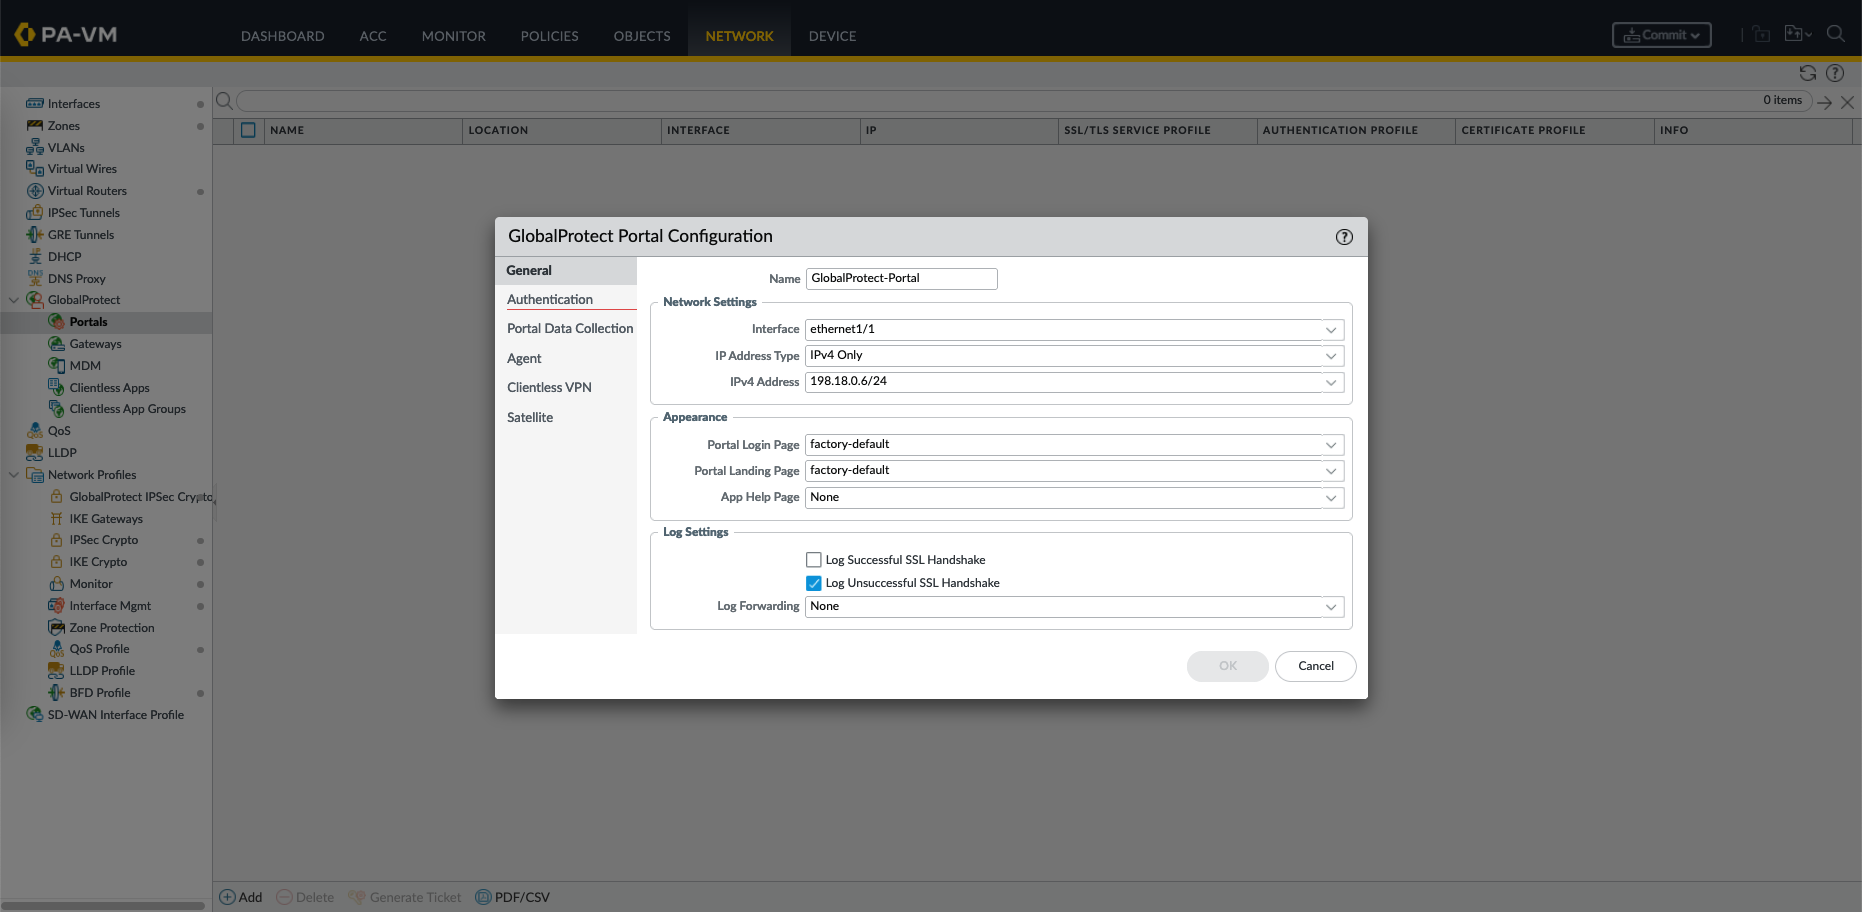 PA-VM
DASHBOARD ACC MONITOR POLICIES OBJECTS NETWORK DEVICE
Commit
Interfaces
Zones
VLANs
Virtual Wires
Virtual Routers
IPSec Tunnels
GRE Tunnels
DHCP
DNS Proxy
GlobalProtect
Portals
Gateways
MDM
Clientless Apps
Clientless App Groups
QoS
LLDP
Network Profiles
GlobalProtect IPSec Crypto
IKE Gateways
IPSec Crypto
IKE Crypto
Monitor
Interface Mgmt
Zone Protection
QoS Profile
LLDP Profile
BFD Profile
SD-WAN Interface Profile
0 items
NAME LOCATION INTERFACE IP SSL/TLS SERVICE PROFILE AUTHENTICATION PROFILE CERTIFICATE PROFILE INFO
GlobalProtect Portal Configuration
General
Authentication
Portal Data Collection
Agent
Clientless VPN
Satellite
Name GlobalProtect-Portal
Network Settings
Interface ethernet1/1
IP Address Type IPv4 Only
IPv4 Address 198.18.0.6/24
Appearance
Portal Login Page factory-default
Portal Landing Page factory-default
App Help Page None
Log Settings
Log Successful SSL Handshake
Log Unsuccessful SSL Handshake
Log Forwarding None
OK Cancel
Add Delete Generate Ticket PDF/CSV